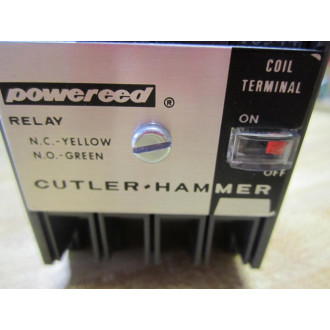 COIL
TERMINAL
powereed ®
RELAY
N.C.-YELLOW
N.O.-GREEN
ON
OFF
CUTLER-HAMMER